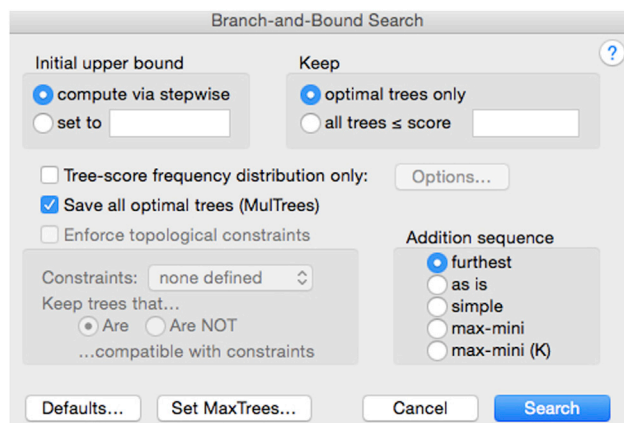 Branch-and-Bound Search
?
Initial upper bound
compute via stepwise
set to
Keep
optimal trees only
all trees ≤ score
Tree-score frequency distribution only:
Options...
Save all optimal trees (MulTrees)
Enforce topological constraints
Constraints:
none defined
Keep trees that...
Are
Are NOT
...compatible with constraints
Addition sequence
furthest
as is
simple
max-mini
max-mini (K)
Defaults...
Set MaxTrees...
Cancel
Search